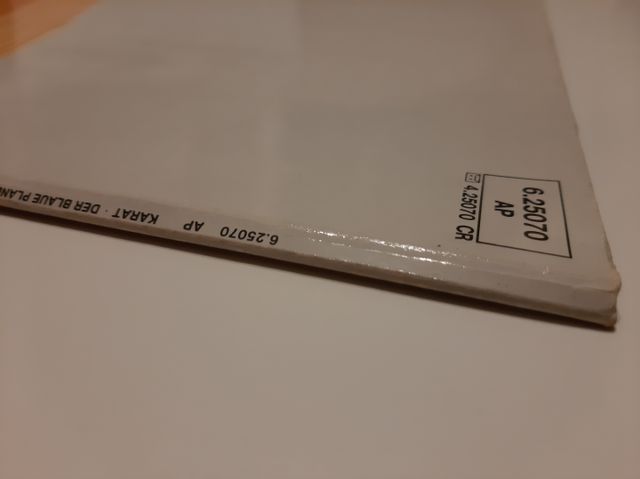 6.25070
AP
4.25070 CR
6.25070 AP KARAT · DER BLAUE